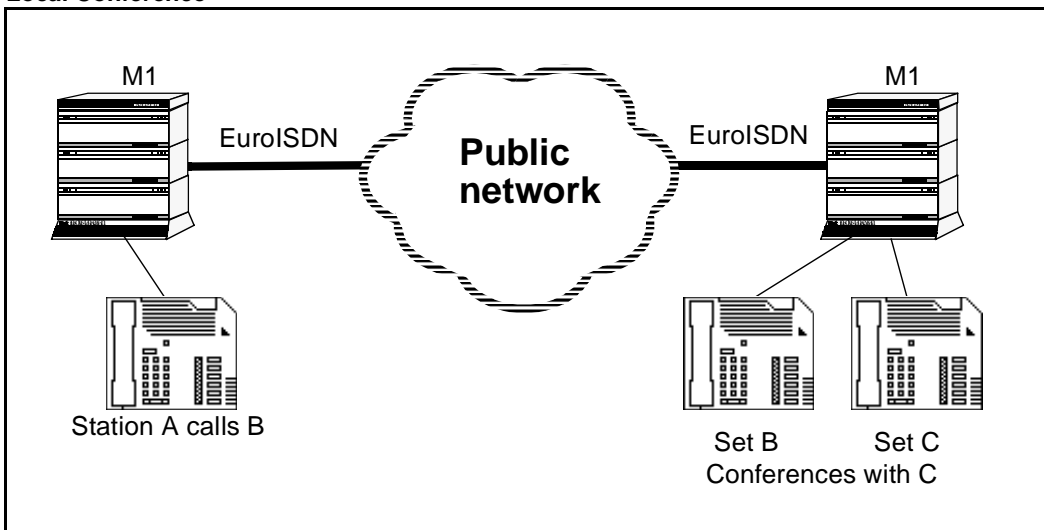 Local Conference
M1
M1
EuroISDN
EuroISDN
Public
network
Station A calls B
Set B
Set C
Conferences with C